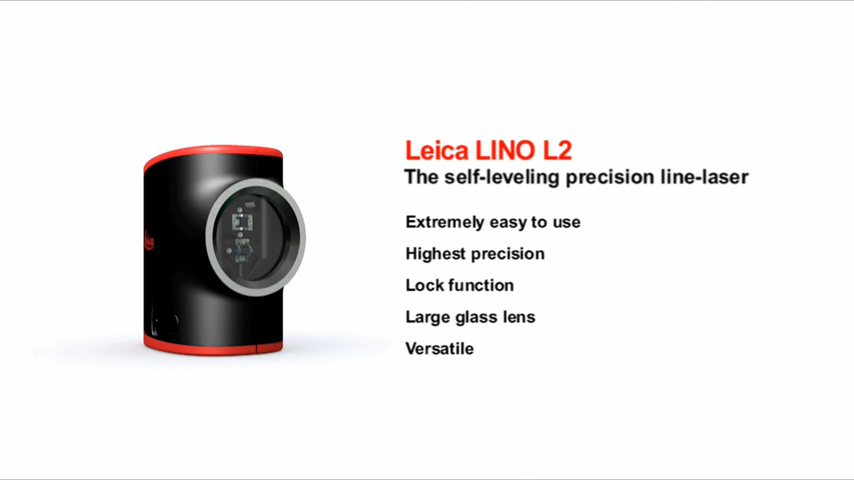 Leica LINO L2
The self-leveling precision line-laser
Extremely easy to use
Highest precision
Lock function
Large glass lens
Versatile